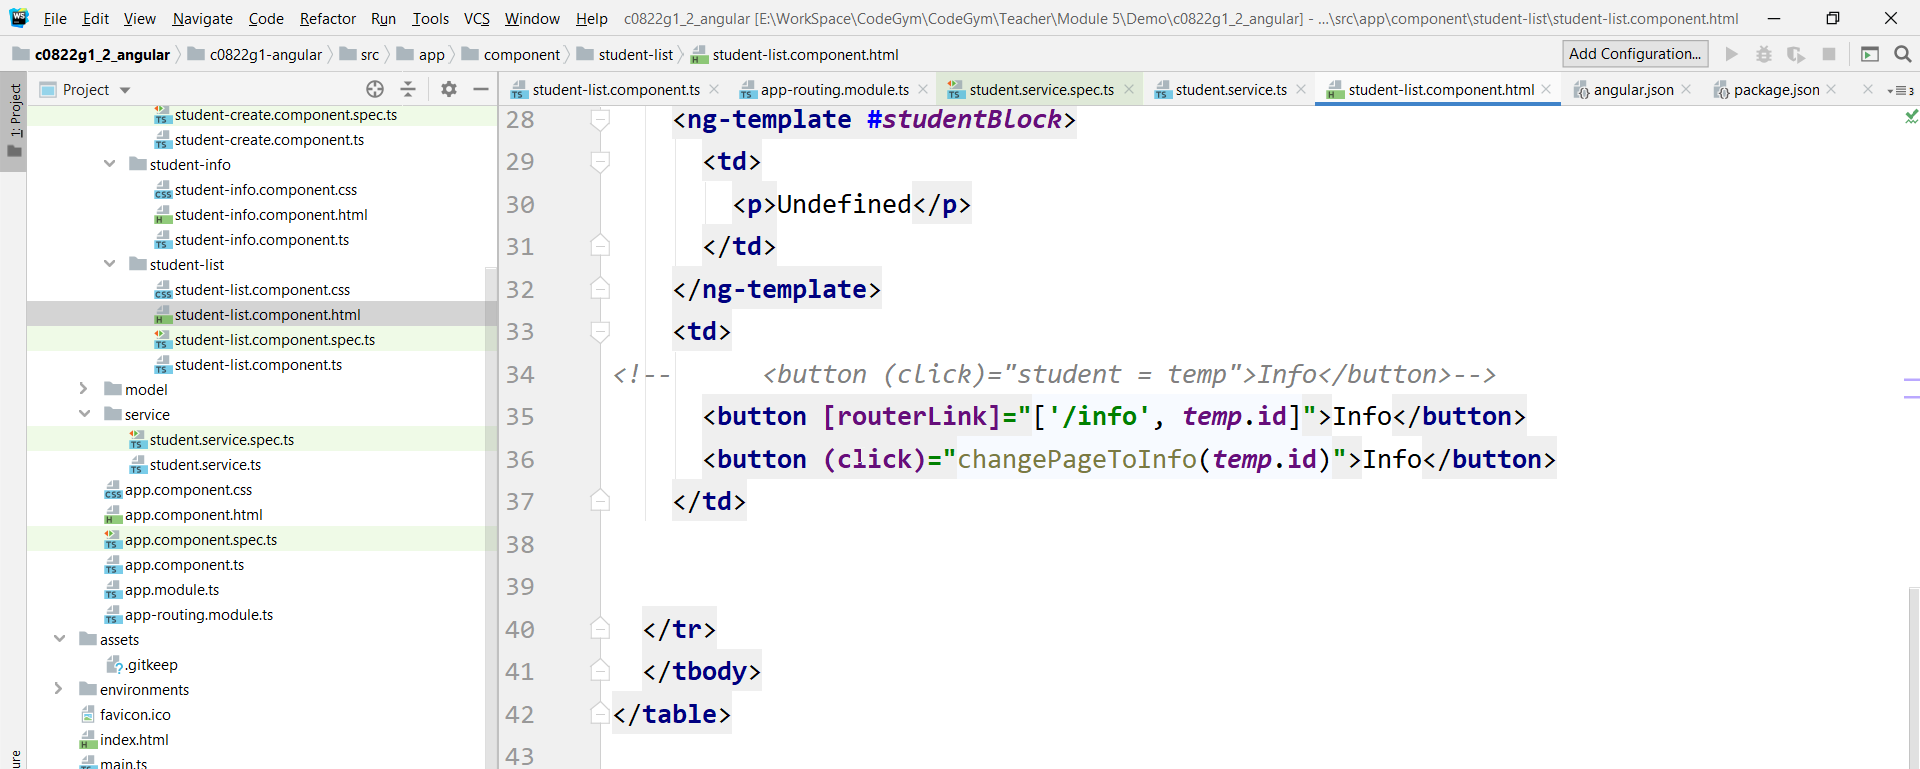 File Edit View Navigate Code Refactor Run Tools VCS Window Help c0822g1_2_angular [E:\WorkSpace\CodeGym\CodeGym\Teacher\Module 5\Demo\c0822g1_2_angular] - ...\src\app\component\student-list\student-list.component.html
c0822g1_2_angular c0822g1-angular src app component student-list student-list.component.html Add Configuration...
1: Project
Project
student-list.component.ts app-routing.module.ts student.service.spec.ts student.service.ts student-list.component.html angular.json package.json 3
student-create.component.spec.ts
student-create.component.ts
student-info
student-info.component.css
student-info.component.html
student-info.component.ts
student-list
student-list.component.css
student-list.component.html
student-list.component.spec.ts
student-list.component.ts
model
service
student.service.spec.ts
student.service.ts
app.component.css
app.component.html
app.component.spec.ts
app.component.ts
app.module.ts
app-routing.module.ts
assets
.gitkeep
environments
favicon.ico
index.html
main.ts
28 <ng-template #studentBlock>
29 <td>
30 <p>Undefined</p>
31 </td>
32 </ng-template>
33 <td>
34 <!-- <button (click)="student = temp">Info</button>-->
35 <button [routerLink]="['/info', temp.id]">Info</button>
36 <button (click)="changePageToInfo(temp.id)">Info</button>
37 </td>
38
39
40 </tr>
41 </tbody>
42 </table>
43